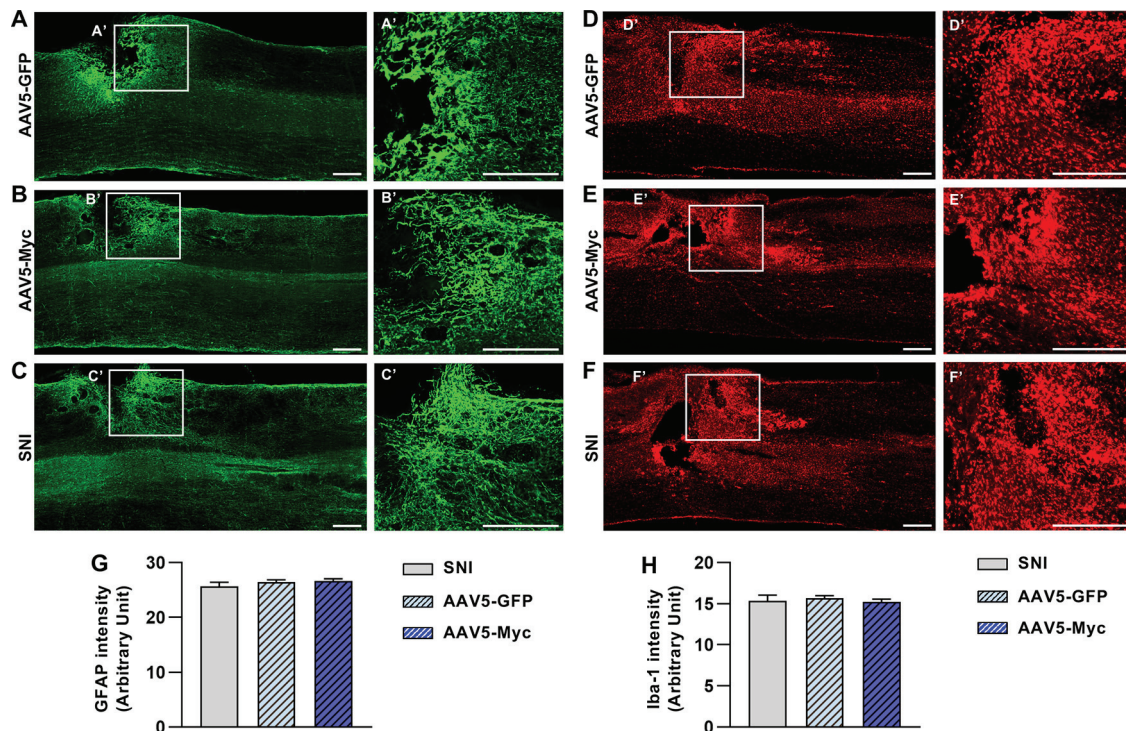 A
A'
A'
AAV5-GFP
B
B'
B'
AAV5-Myc
C
C'
C'
SNI
D
D'
D'
AAV5-GFP
E
E'
E'
AAV5-Myc
F
F'
F'
SNI
G
GFAP intensity
(Arbitrary Unit)
30
20
10
0
SNI
AAV5-GFP
AAV5-Myc
H
Iba-1 intensity
(Arbitrary Unit)
20
15
10
5
0
SNI
AAV5-GFP
AAV5-Myc